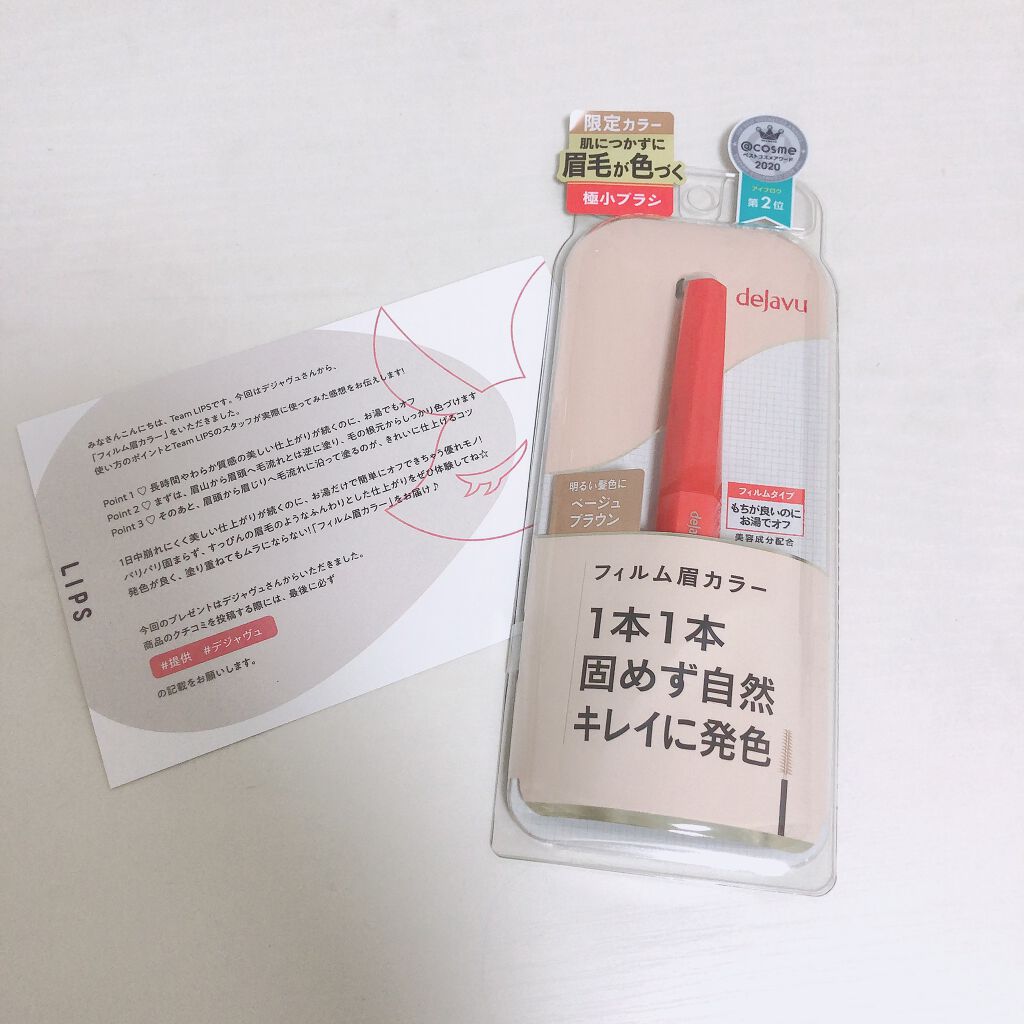 みなさんこんにちは、Team LIPSです。今回はデジャヴュさんから、
「フィルム眉カラー」をいただきました。
使い方のポイントとTeam LIPSのスタッフが実際に使ってみた感想をお伝えします!
Point 1 ♡ 長時間やわらか質感の美しい仕上がりが続くのに、お湯でもオフ
Point 2 ♡ まずは、眉山から眉頭へ毛流れとは逆に塗り、毛の根元からしっかり色づけます
Point 3 ♡ そのあと、眉頭から眉じりへ毛流れに沿って塗るのが、きれいに仕上げるコツ
1日中崩れにくく美しい仕上がりが続くのに、お湯だけで簡単にオフできちゃう優れモノ!
パリパリ固まらず、すっぴんの眉毛のようなふんわりとした仕上がりをぜひ体験してね☆
発色が良く、塗り重ねてもムラにならない!「フィルム眉カラー」をお届け♪
今回のプレゼントはデジャヴュさんからいただきました。
商品のクチコミを投稿する際には、最後に必ず
#提供 #デジャヴュ
の記載をお願いします。
LIPS
限定カラー
肌につかずに
眉毛が色づく
極小ブラシ
@cosme
ベストコスメアワード
2020
アイブロウ
第2位
dejavu
明るい髪色に
ベージュ
ブラウン
deja
フィルムタイプ
もちが良いのに
お湯でオフ
美容成分配合
フィルム眉カラー
1本1本
固めず自然
キレイに発色